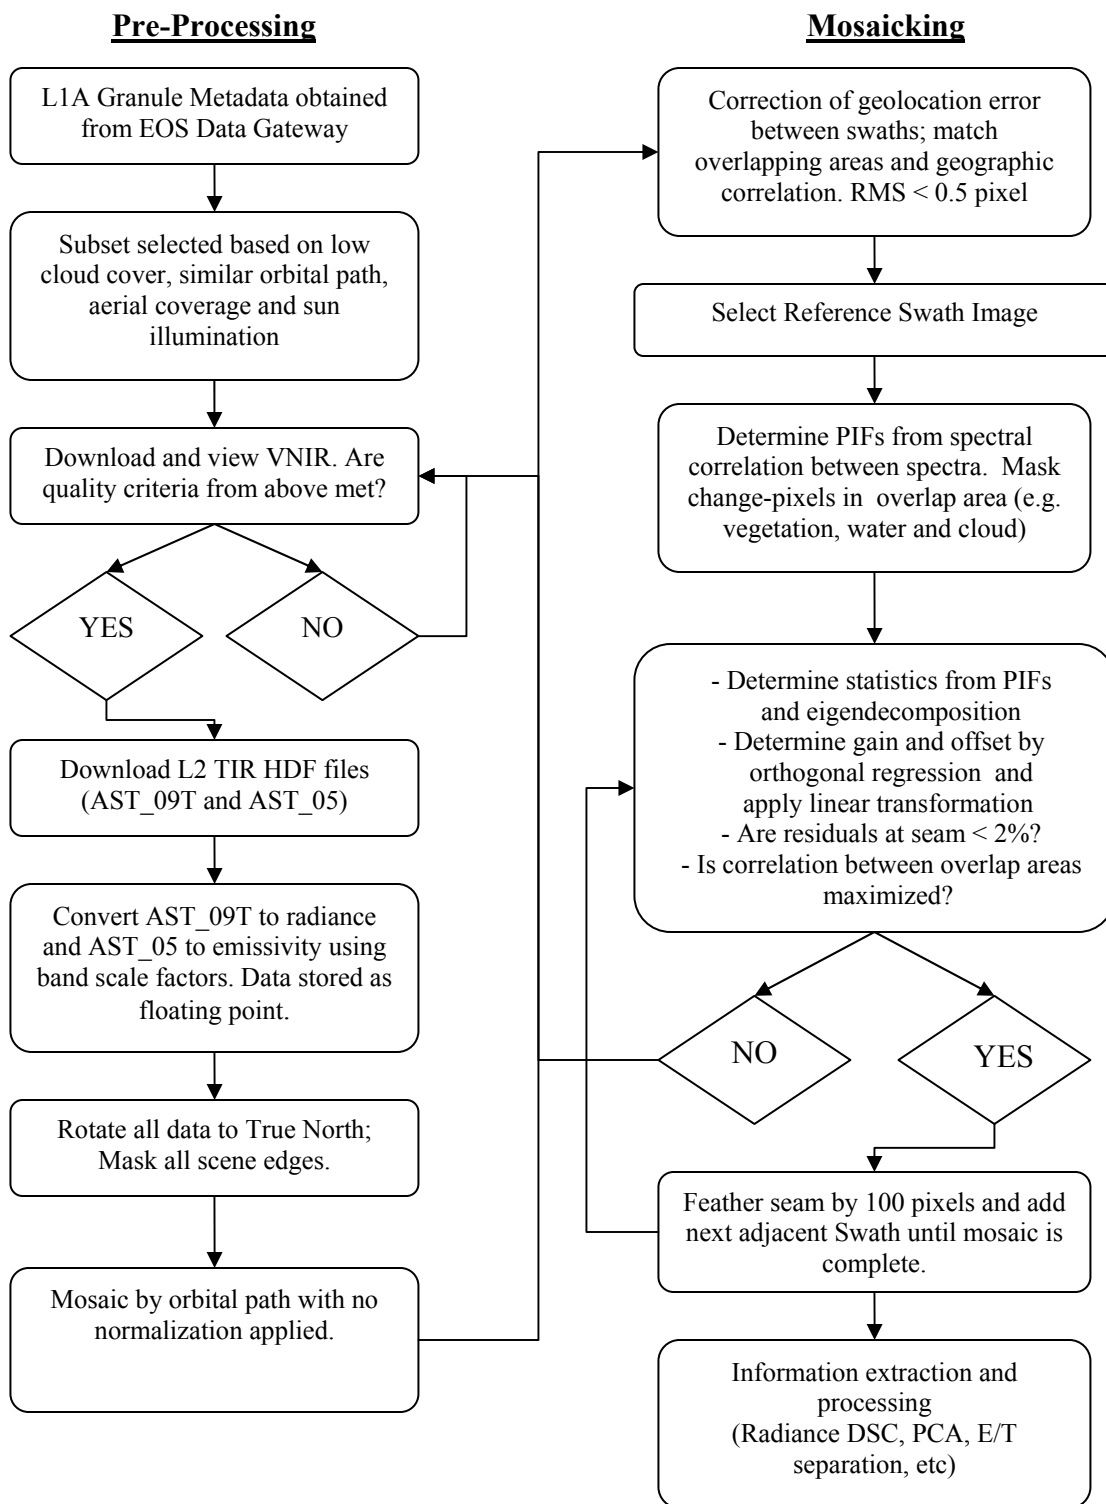 Pre-Processing
L1A Granule Metadata obtained
from EOS Data Gateway
Subset selected based on low
cloud cover, similar orbital path,
aerial coverage and sun
illumination
Download and view VNIR. Are
quality criteria from above met?
YES
NO
Download L2 TIR HDF files
(AST_09T and AST_05)
Convert AST_09T to radiance
and AST_05 to emissivity using
band scale factors. Data stored as
floating point.
Rotate all data to True North;
Mask all scene edges.
Mosaic by orbital path with no
normalization applied.
Mosaicking
Correction of geolocation error
between swaths; match
overlapping areas and geographic
correlation. RMS < 0.5 pixel
Select Reference Swath Image
Determine PIFs from spectral
correlation between spectra. Mask
change-pixels in overlap area (e.g.
vegetation, water and cloud)
- Determine statistics from PIFs
and eigendecomposition
- Determine gain and offset by
orthogonal regression and
apply linear transformation
- Are residuals at seam < 2%?
- Is correlation between overlap areas
maximized?
NO
YES
Feather seam by 100 pixels and add
next adjacent Swath until mosaic is
complete.
Information extraction and
processing
(Radiance DSC, PCA, E/T
separation, etc)